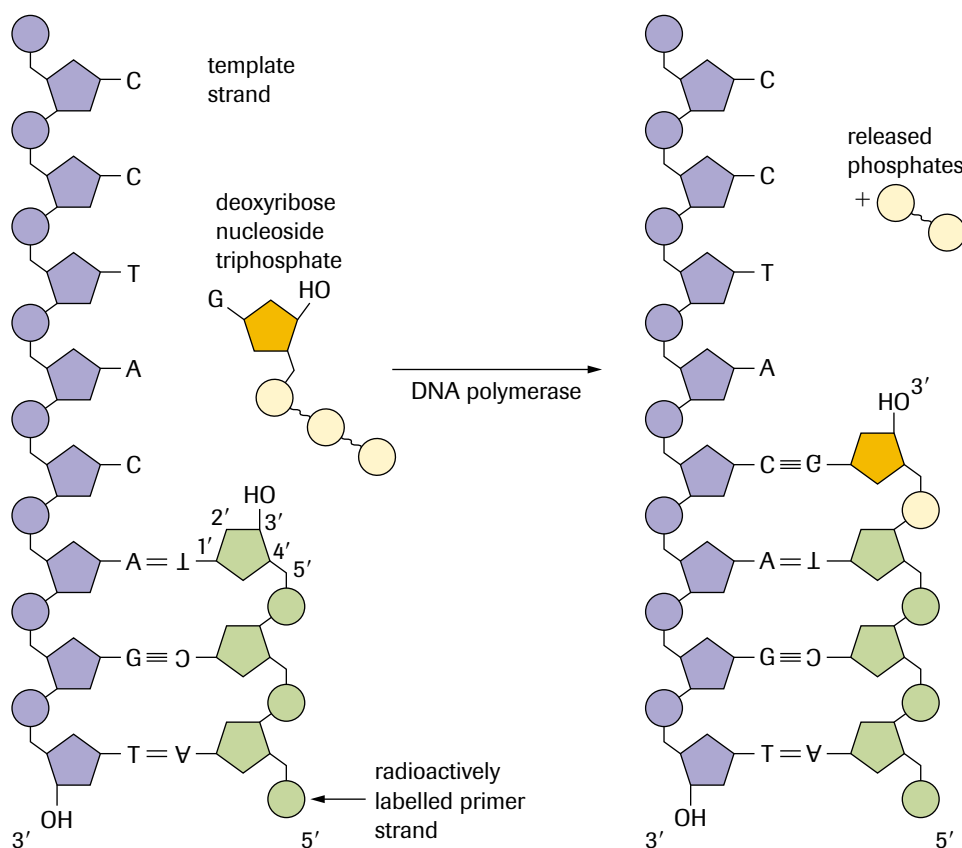 C
template
strand
C
deoxyribose
nucleoside
triphosphate
T
G
HO
A
C
HO
2′
3′
1′
4′
5′
A
T
G
C
T
A
OH
3′
5′
radioactively
labelled primer
strand
DNA polymerase
C
released
phosphates
+
C
T
A
3′
HO
C
G
A
T
G
C
T
A
OH
3′
5′